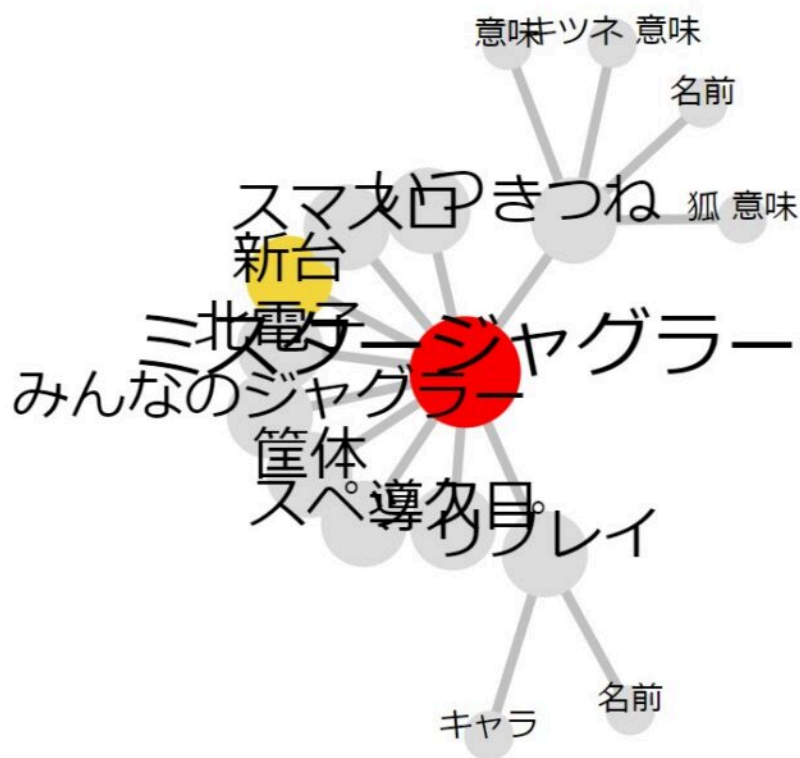 意味
キツネ 意味
名前
狐 意味
いつきつね
スマスロ
新台
北電子
ミスタージャグラー
みんなのジャグラー
筐体
スペック
導入日
リプレイ
キャラ
名前